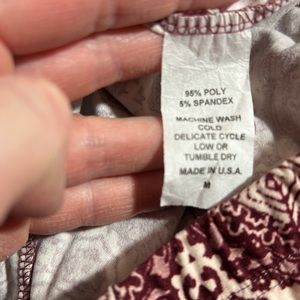 95% POLY
5% SPANDEX
MACHINE WASH
COLD
DELICATE CYCLE
LOW OR
TUMBLE DRY
MADE IN U.S.A.
M